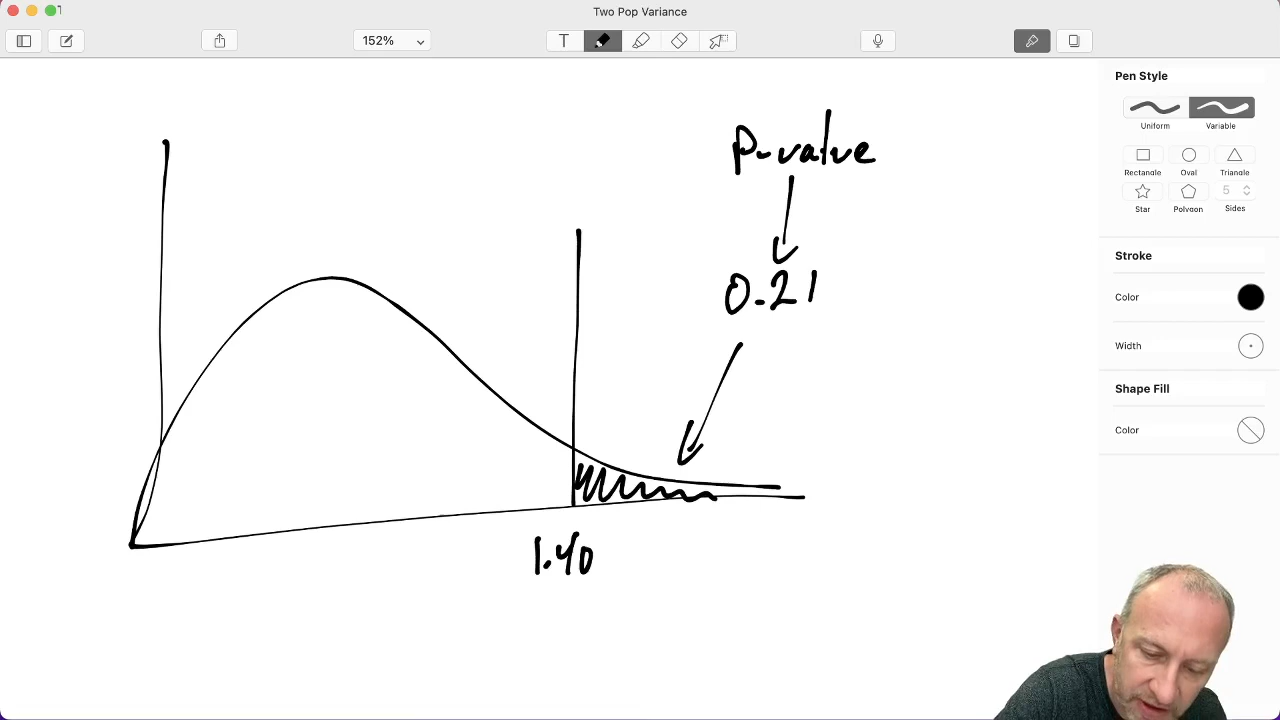 Two Pop Variance
152%
T
Pen Style
Uniform
Variable
Rectangle
Oval
Triangle
Star
Polygon
5
Sides
Stroke
Color
Width
Shape Fill
Color
P-value
0.21
1.40